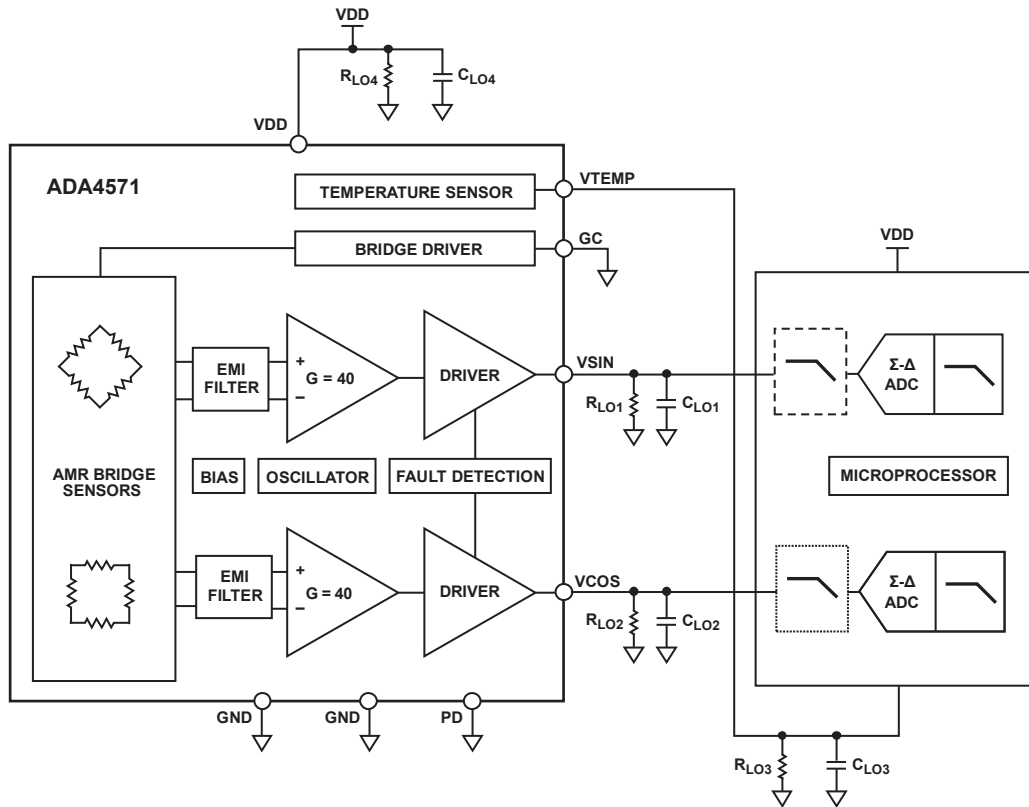 VDD
RLO4
CLO4
VDD
ADA4571
TEMPERATURE SENSOR
VTEMP
BRIDGE DRIVER
GC
VDD
EMI
FILTER
+
−
G = 40
DRIVER
VSIN
RLO1
CLO1
Σ-Δ
ADC
AMR BRIDGE
SENSORS
BIAS
OSCILLATOR
FAULT DETECTION
MICROPROCESSOR
EMI
FILTER
+
−
G = 40
DRIVER
VCOS
RLO2
CLO2
Σ-Δ
ADC
GND
GND
PD
RLO3
CLO3